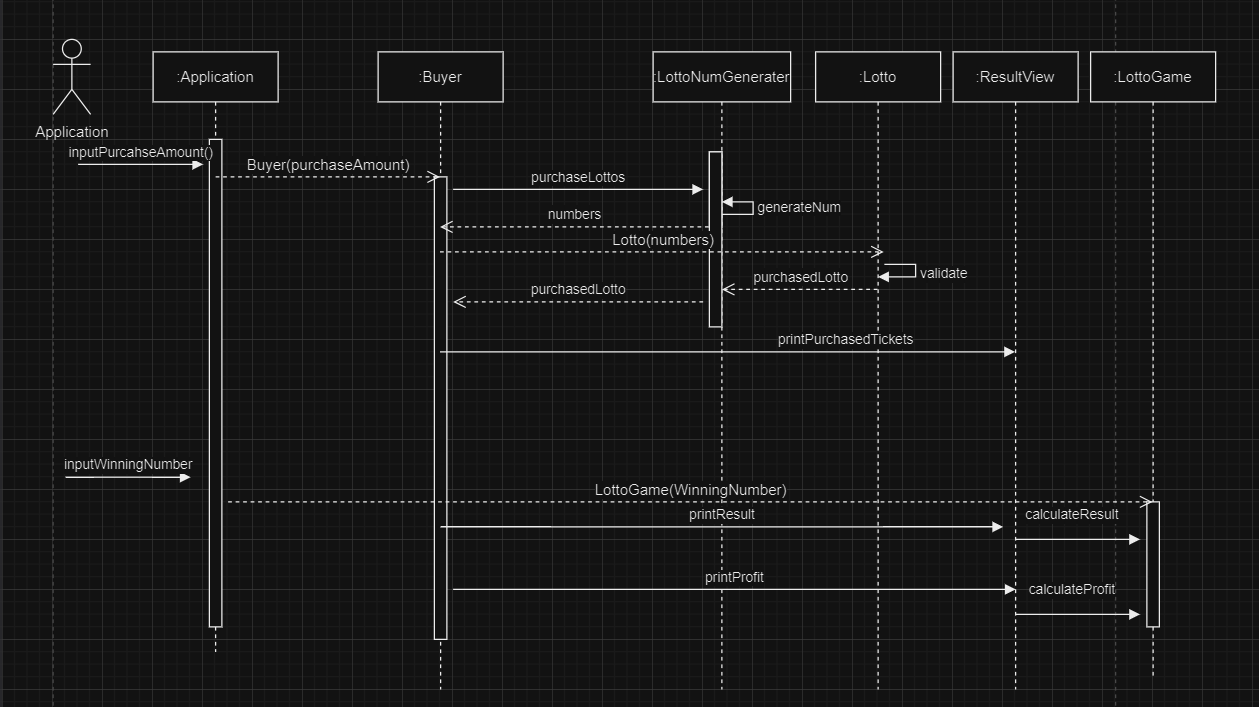 :Application
:Buyer
:LottoNumGenerater
:Lotto
:ResultView
:LottoGame
Application
inputPurcahseAmount()
Buyer(purchaseAmount)
purchaseLottos
generateNum
numbers
Lotto(numbers)
validate
purchasedLotto
purchasedLotto
printPurchasedTickets
inputWinningNumber
LottoGame(WinningNumber)
printResult
calculateResult
printProfit
calculateProfit